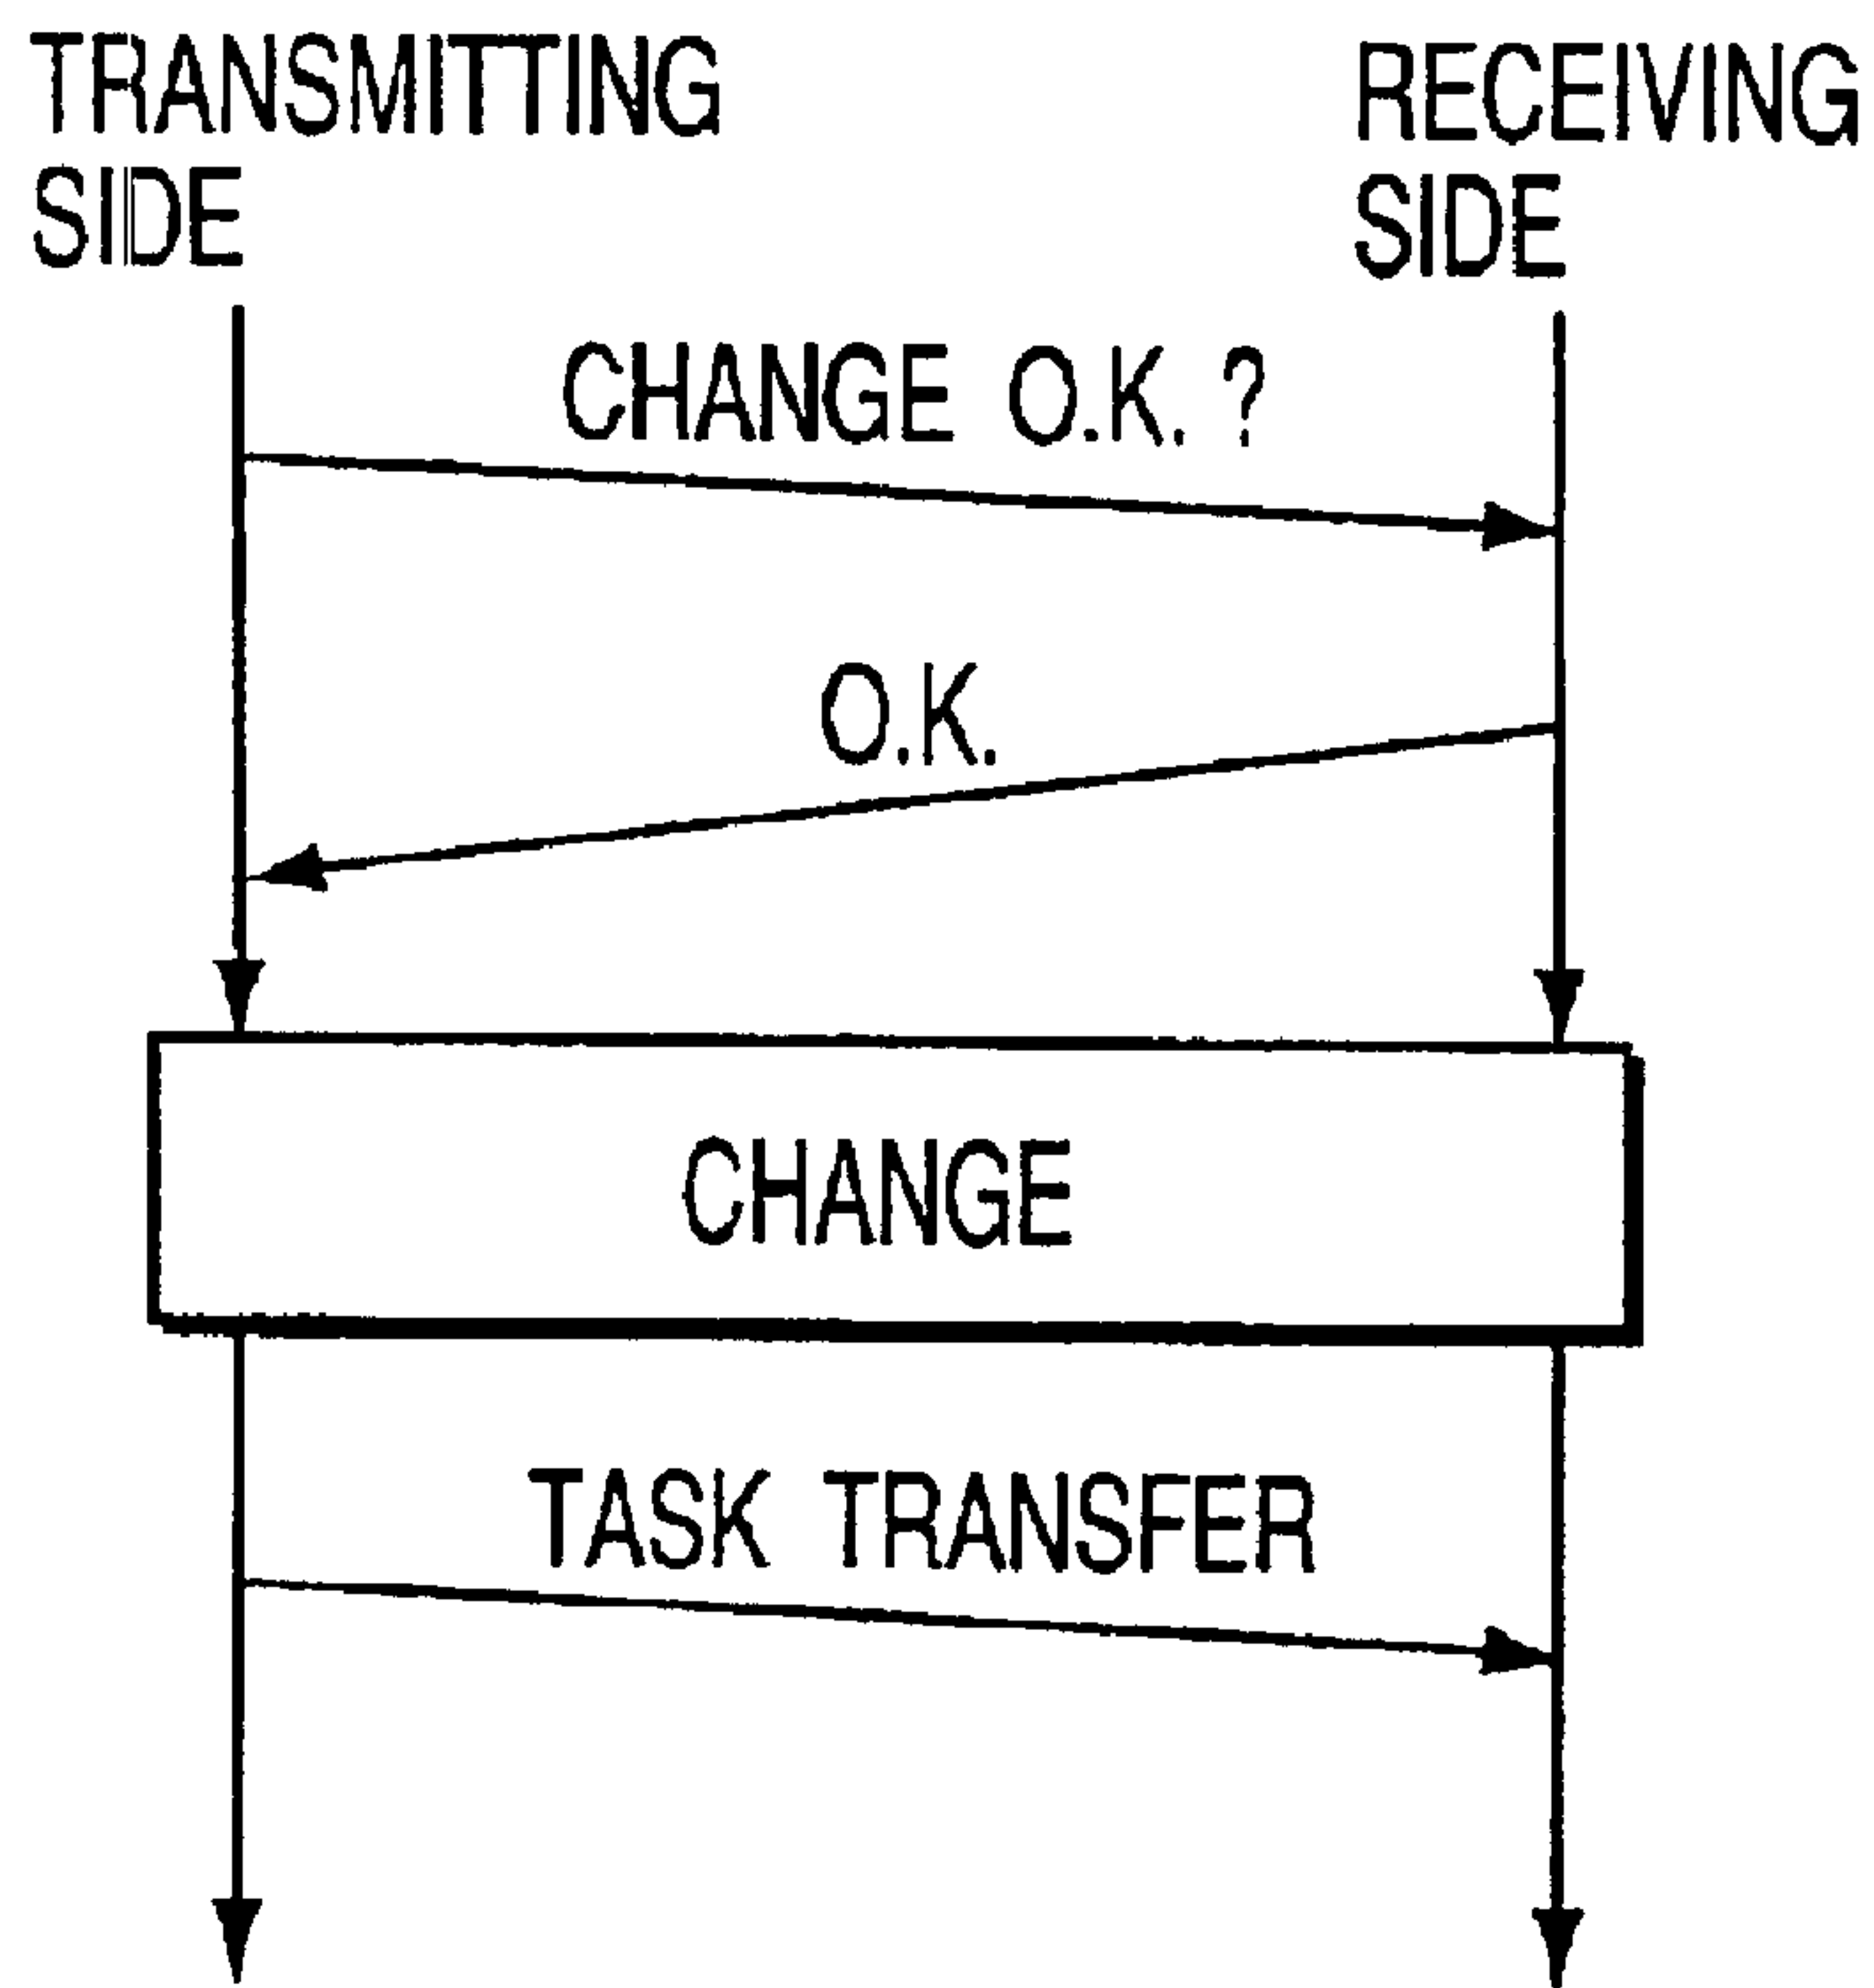 TRANSMITTING
SIDE
RECEIVING
SIDE
CHANGE O.K. ?
O.K.
CHANGE
TASK TRANSFER